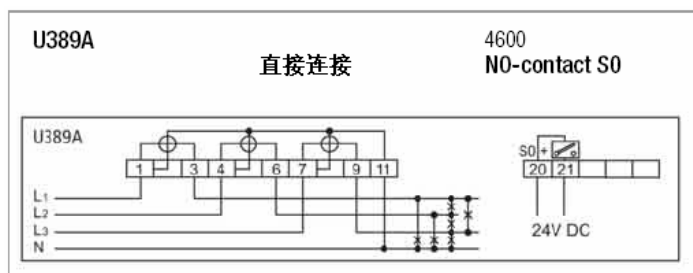 U389A
直接连接
4600
NO-contact S0
U389A
S0 +
1 3 4 6 7 9 11
20 21
L1
L2
L3
N
24V DC